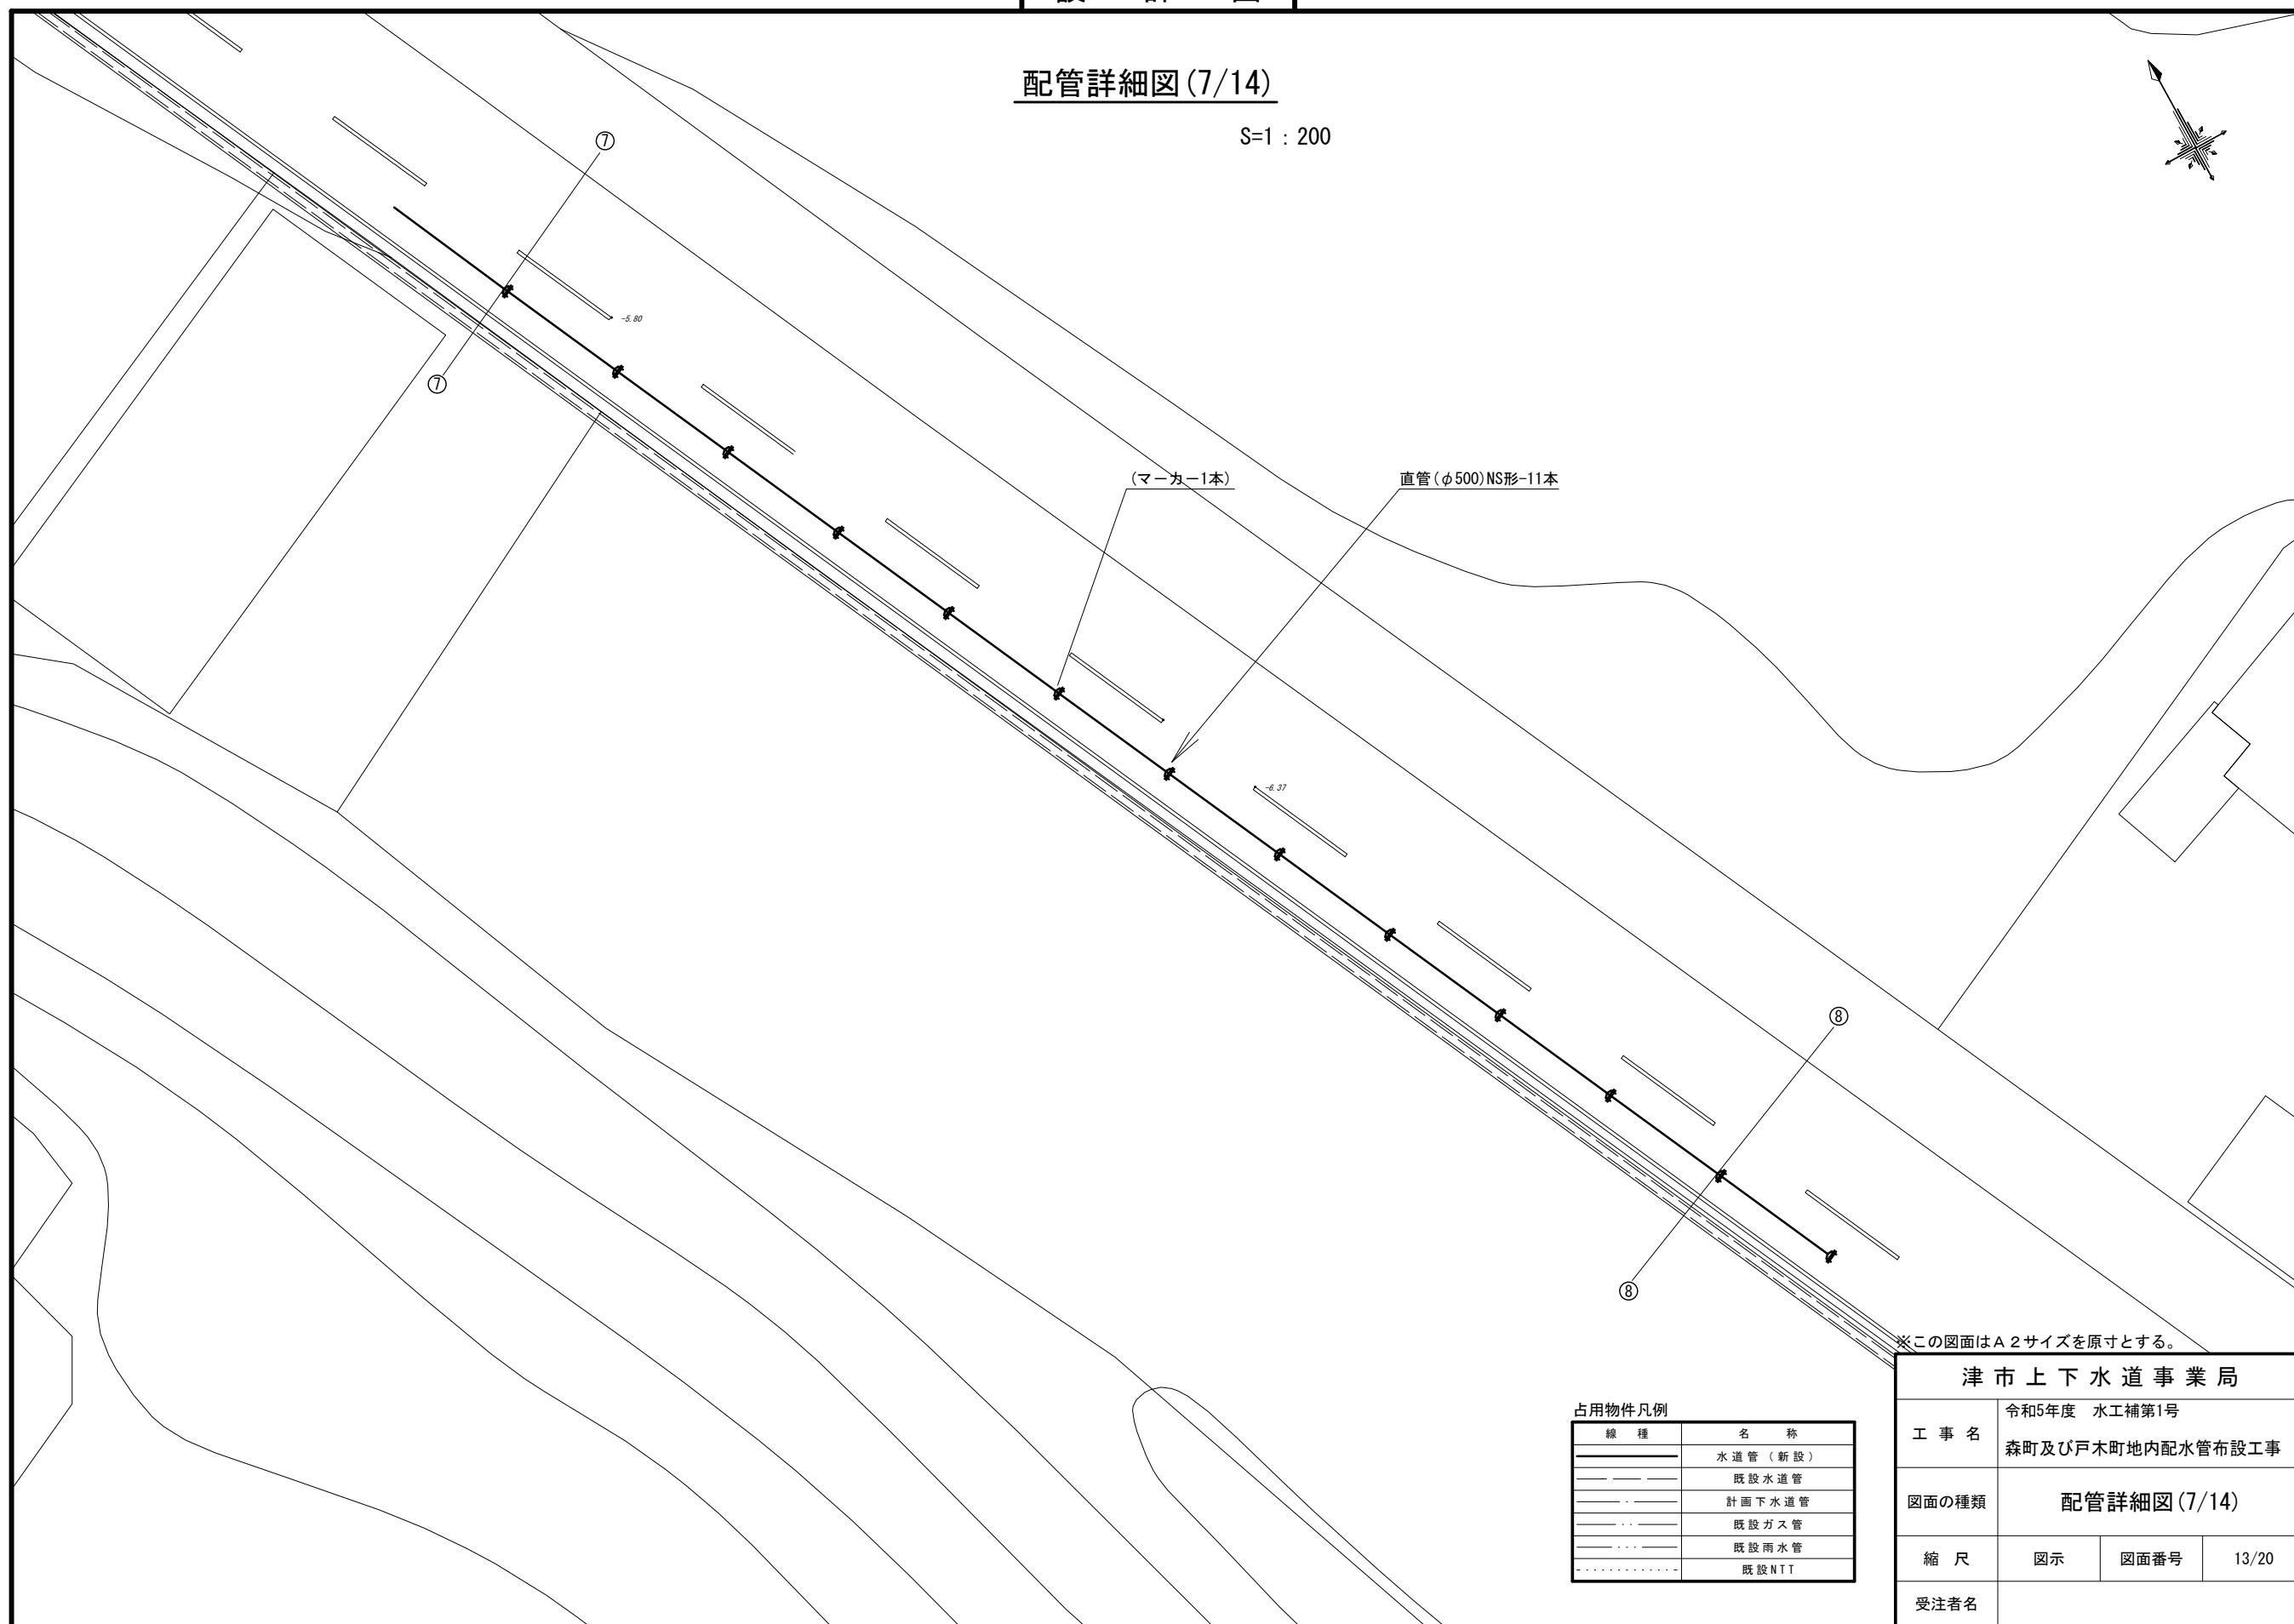 設 計 図
配管詳細図(7/14)
S=1:200
⑦
⑦
-5.80
(マーカー1本)
直管(φ500)NS形-11本
-6.37
⑧
⑧
※この図面はA2サイズを原寸とする。
津市上下水道事業局
工事名
令和5年度 水工補第1号
森町及び戸木町地内配水管布設工事
図面の種類
配管詳細図(7/14)
縮 尺
図示
図面番号
13/20
受注者名
占用物件凡例
線 種
名 称
水道管(新設)
既設水道管
計画下水道管
既設ガス管
既設雨水管
既設NTT